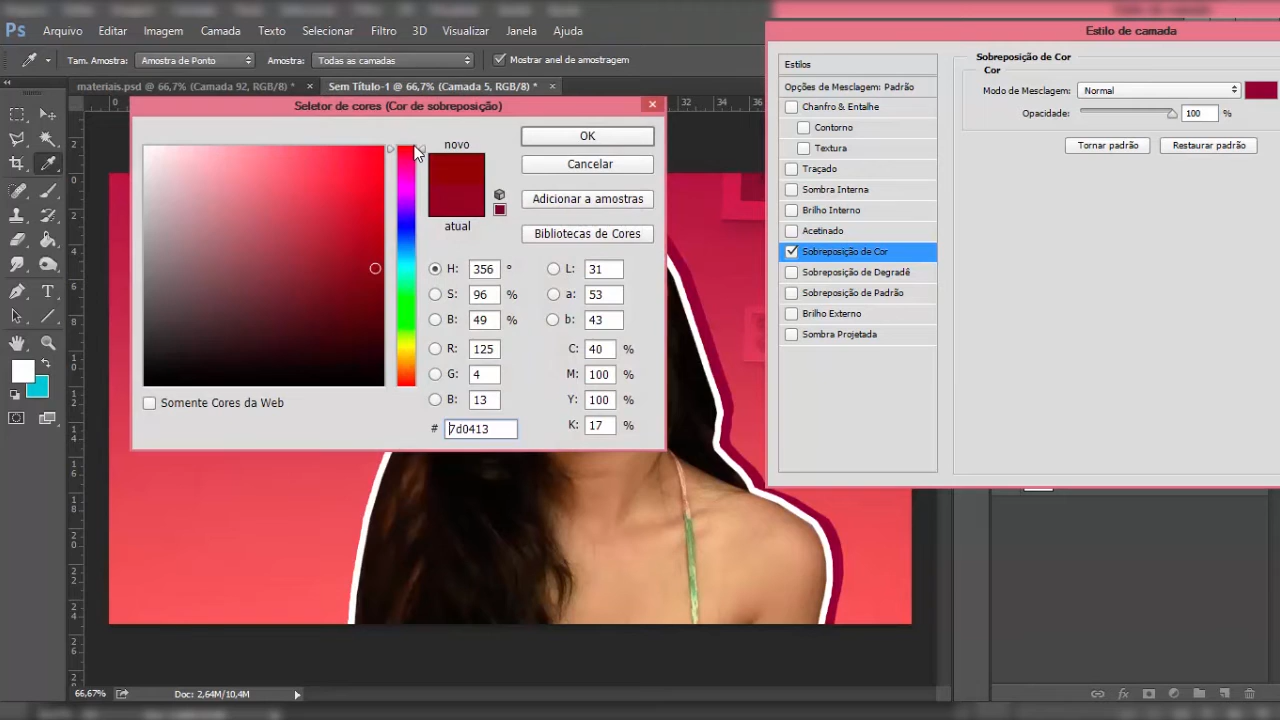 Ps Arquivo Editar Imagem Camada Texto Selecionar Filtro 3D Visualizar Janela Ajuda
Tam. Amostra: Amostra de Ponto Amostra: Todas as camadas Mostrar anel de amostragem
materiais.psd @ 66,7% (Camada 92, RGB/8) * × Sem Título-1 @ 66,7% (Camada 5, RGB/8) * ×
0 32 34 36
Seletor de cores (Cor de sobreposição)
novo
atual
OK
Cancelar
Adicionar a amostras
Bibliotecas de Cores
H: 356 °
S: 96 %
B: 49 %
R: 125
G: 4
B: 13
# 7d0413
L: 31
a: 53
b: 43
C: 40 %
M: 100 %
Y: 100 %
K: 17 %
Somente Cores da Web
Estilo de camada
Estilos
Opções de Mesclagem: Padrão
Chanfro & Entalhe
Contorno
Textura
Traçado
Sombra Interna
Brilho Interno
Acetinado
Sobreposição de Cor
Sobreposição de Degradê
Sobreposição de Padrão
Brilho Externo
Sombra Projetada
Sobreposição de Cor
Cor
Modo de Mesclagem: Normal
Opacidade: 100 %
Tornar padrão Restaurar padrão
66,67% Doc: 2,64M/10,4M